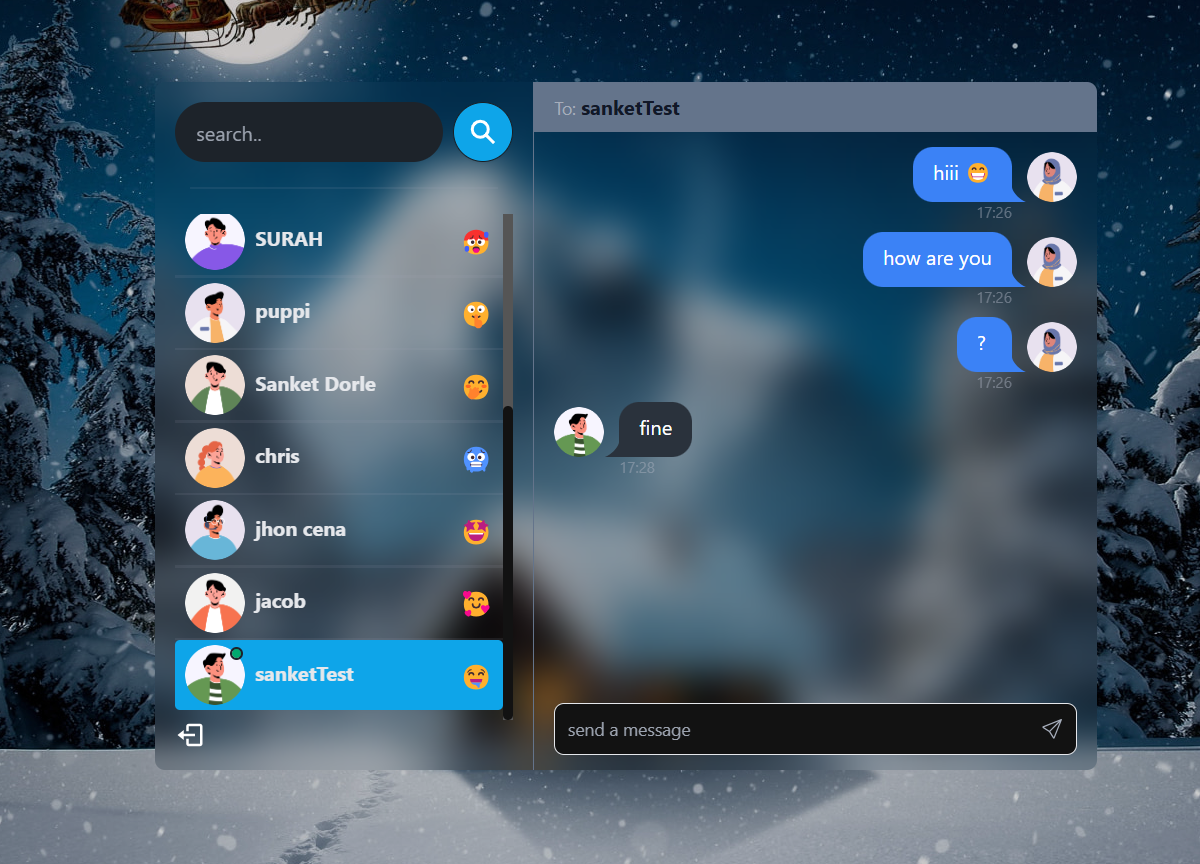 search..
SURAH
puppi
Sanket Dorle
chris
jhon cena
jacob
sanketTest
To: sanketTest
hiii 😁
17:26
how are you
17:26
?
17:26
fine
17:28
send a message